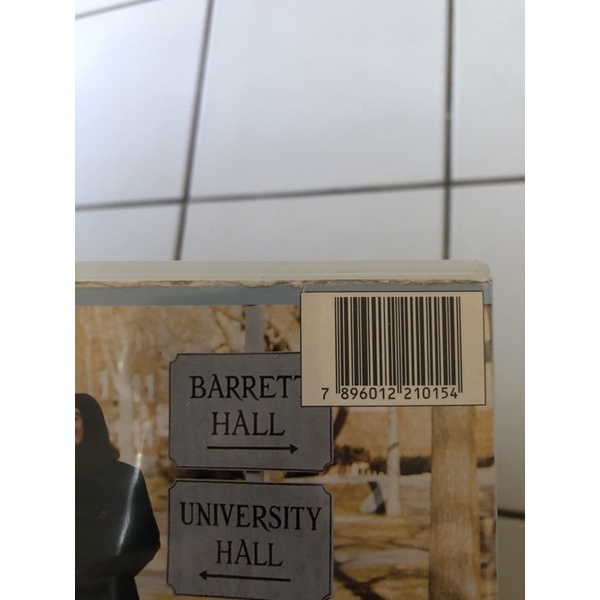 7 896012 210154
BARRETT
HALL
UNIVERSITY
HALL